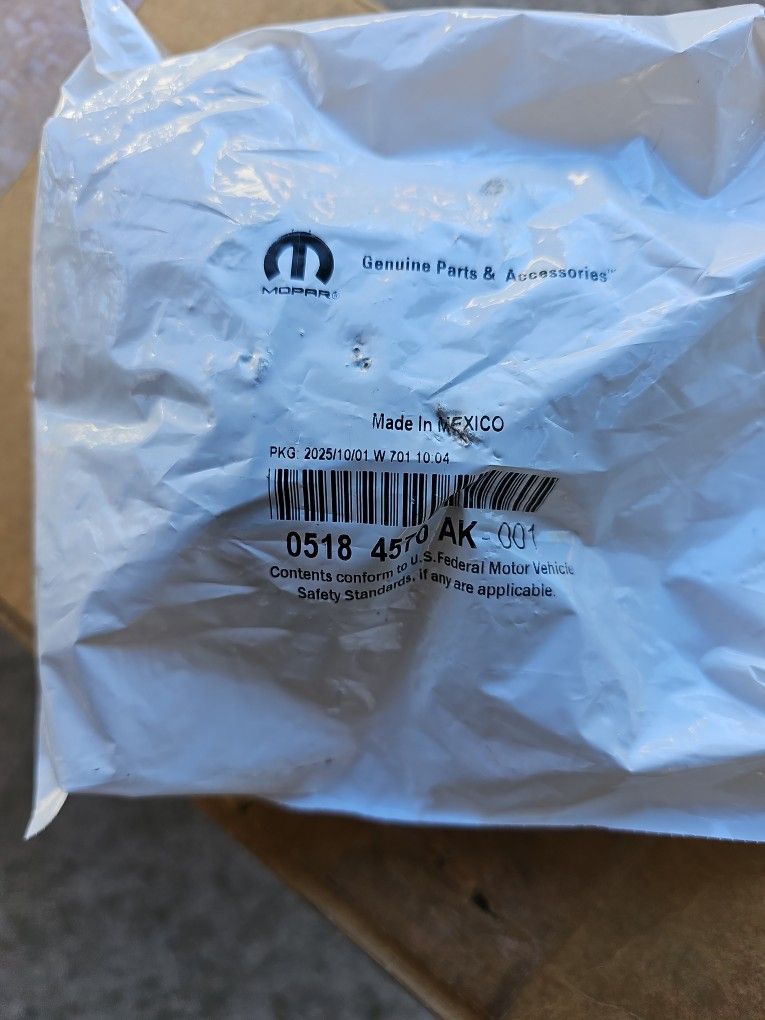 MOPAR®
Genuine Parts & Accessories™
Made In MEXICO
PKG: 2025/10/01 W 701 10:04
0518 4570 AK - 001
Contents conform to U.S.Federal Motor Vehicle
Safety Standards, if any are applicable.